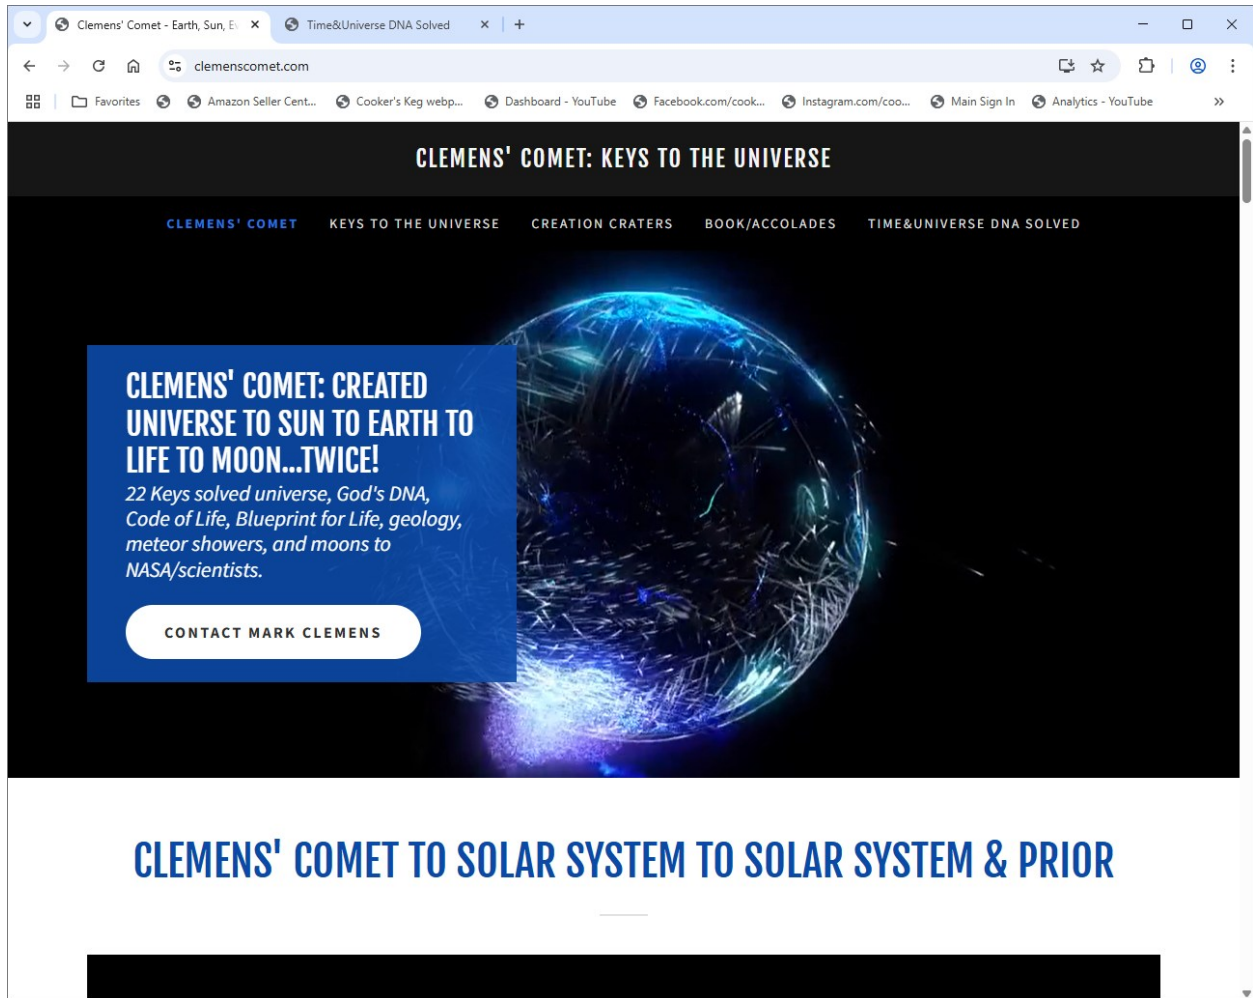 Clemens' Comet - Earth, Sun, E
Time&Universe DNA Solved
clemenscomet.com
Favorites
Amazon Seller Cent...
Cooker's Keg webp...
Dashboard - YouTube
Facebook.com/cook...
Instagram.com/coo...
Main Sign In
Analytics - YouTube
CLEMENS' COMET: KEYS TO THE UNIVERSE
CLEMENS' COMET
KEYS TO THE UNIVERSE
CREATION CRATERS
BOOK/ACCOLADES
TIME&UNIVERSE DNA SOLVED
CLEMENS' COMET: CREATED
UNIVERSE TO SUN TO EARTH TO
LIFE TO MOON...TWICE!
22 Keys solved universe, God's DNA,
Code of Life, Blueprint for Life, geology,
meteor showers, and moons to
NASA/scientists.
CONTACT MARK CLEMENS
CLEMENS' COMET TO SOLAR SYSTEM TO SOLAR SYSTEM & PRIOR